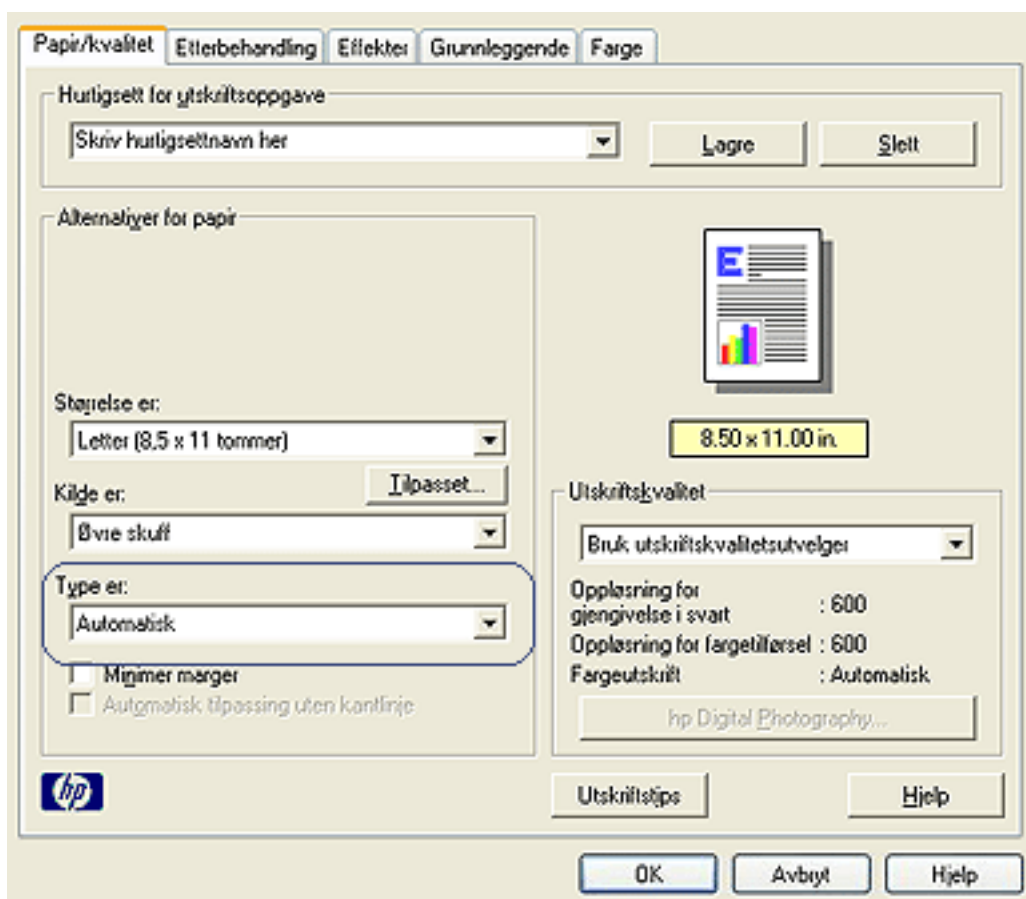 Papir/kvalitet Etterbehandling Effekter Grunnleggende Farge
Hurtigsett for utskriftsoppgave
Skriv hurtigsettnavn her Lagre Slett
Alternativer for papir
E
Størrelse er:
Letter (8,5 x 11 tommer)
8.50 x 11.00 in.
Kilde er: Tilpasset...
Øvre skuff
Type er:
Automatisk
Minimer marger
Automatisk tilpassing uten kantlinje
Utskriftskvalitet
Bruk utskriftskvalitetsutvelger
Oppløsning for
gjengivelse i svart : 600
Oppløsning for fargetilførsel : 600
Fargeutskrift : Automatisk
hp Digital Photography...
hp
Utskriftstips Hjelp
OK Avbryt Hjelp